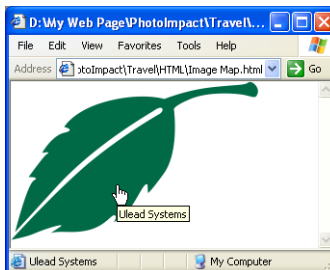 D:\My Web Page\PhotoImpact\Travel\...
File Edit View Favorites Tools Help
Address otoImpact\Travel\HTML\Image Map.html Go
Ulead Systems
Ulead Systems My Computer